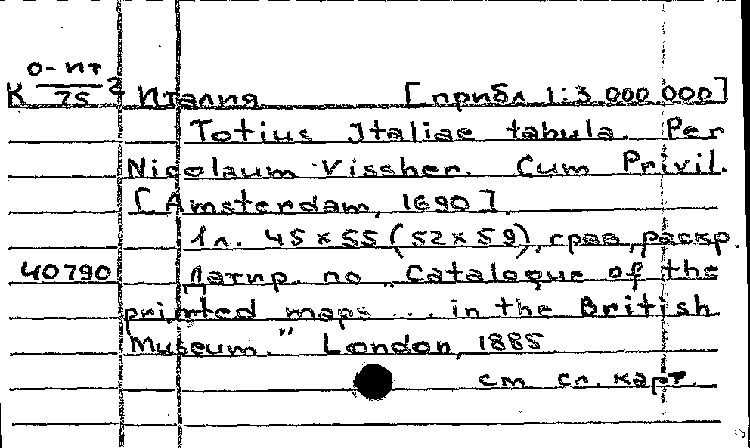 К О-ИТ/75 2 Италия [прибл 1:3 000 000]
Totius Italiae tabula. Per
Nicolaum Vissher. Cum Privil.
[Amsterdam, 1690].
1 л. 45×55 (52×59), грав, раскр.
40790 Датир. по „Catalogue of the
printed maps ... in the British
Museum." London, 1885
см сл. карт.